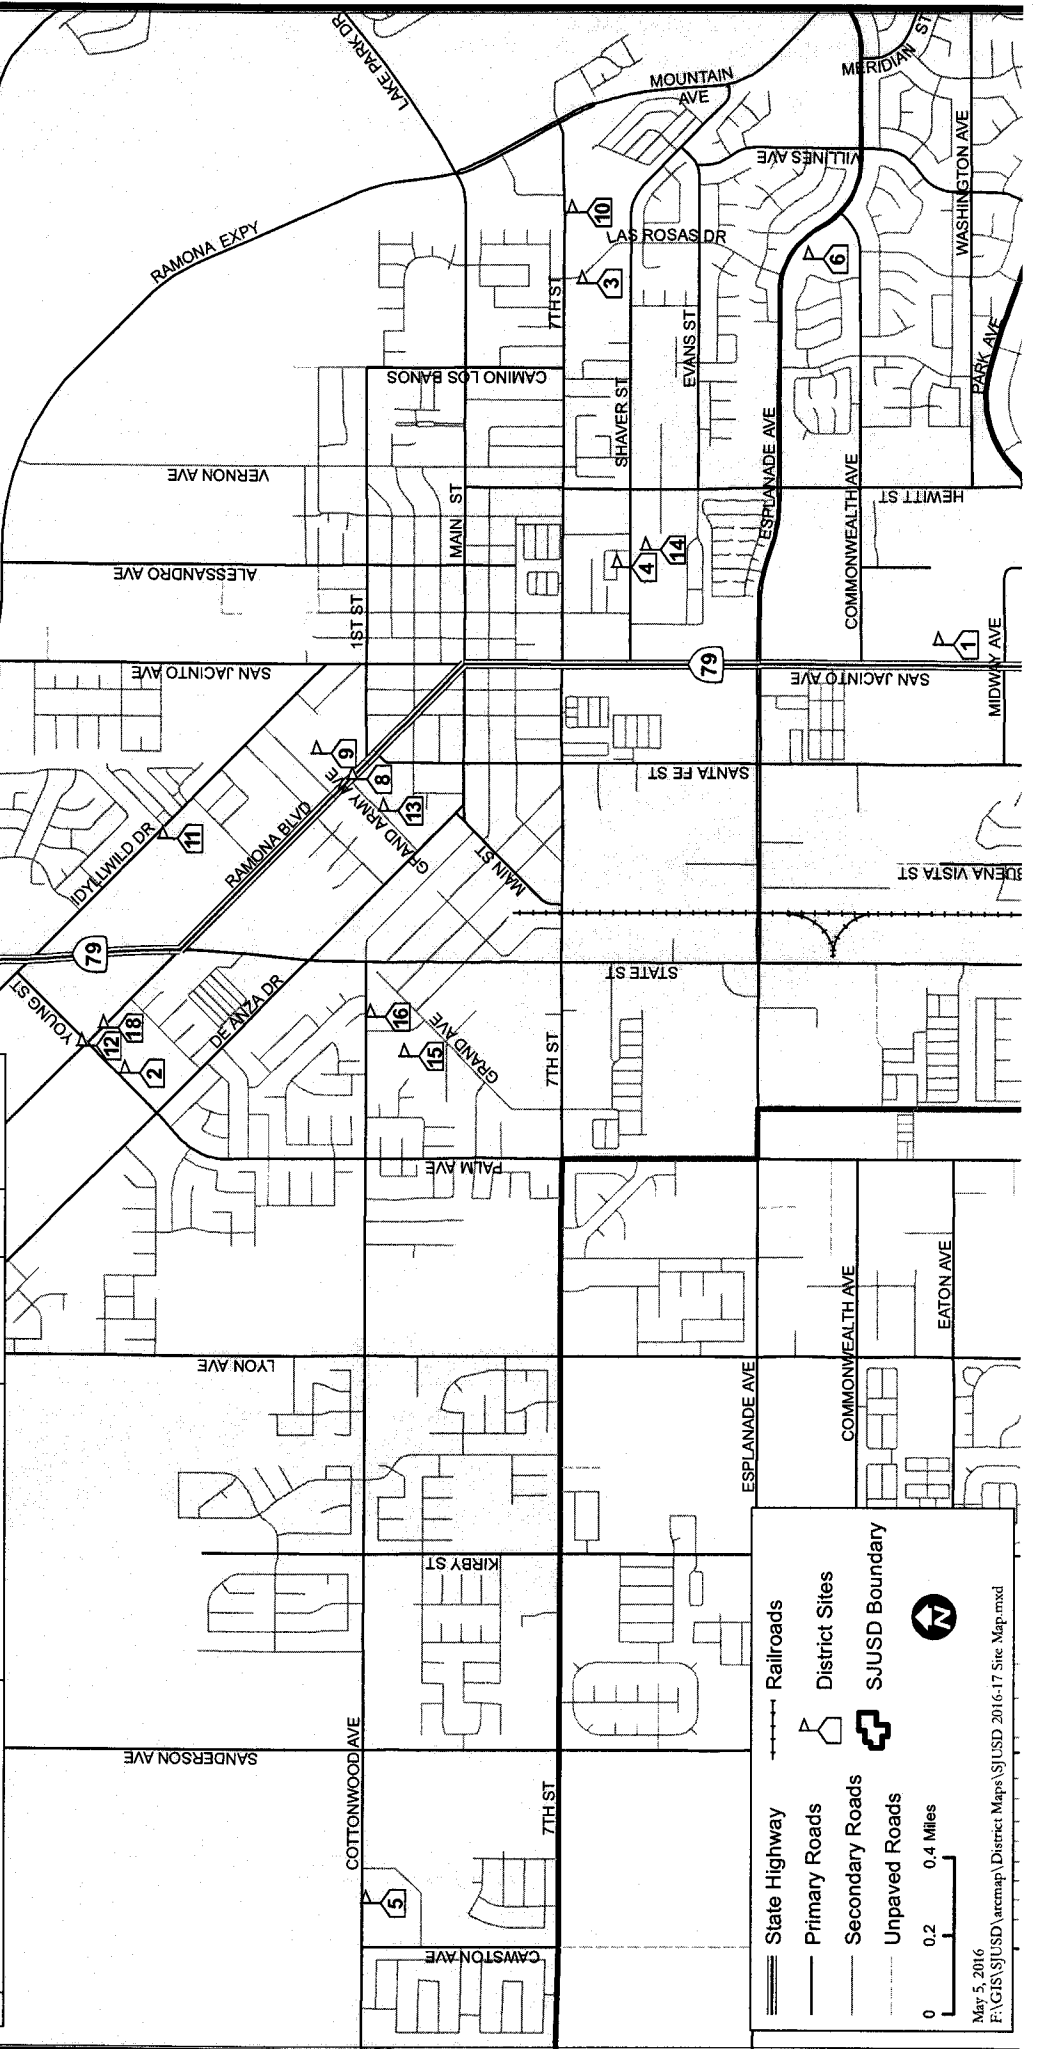 LAKE PARK DR
MOUNTAIN
AVE
MERIDIAN ST
VILLINES AVE
WASHINGTON AVE
RAMONA EXPY
10
LAS ROSAS DR
6
3
7TH ST
EVANS ST
CAMINO LOS BANOS
SHAVER ST
PARK AVE
VERNON AVE
MAIN ST
ESPLANADE AVE
COMMONWEALTH AVE
HEWITT ST
ALESSANDRO AVE
1ST ST
4
14
1
SAN JACINTO AVE
79
SAN JACINTO AVE
MIDWAY AVE
9
8
13
GRAND ARMY AVE
SANTA FE ST
11
IDYLLWILD DR
RAMONA BLVD
MAIN ST
BUENA VISTA ST
79
STATE ST
YOUNG ST
12
18
2
DE ANZA DR
16
15
GRAND AVE
7TH ST
PALM AVE
LYON AVE
ESPLANADE AVE
COMMONWEALTH AVE
EATON AVE
KIRBY ST
SANDERSON AVE
COTTONWOOD AVE
7TH ST
5
CAWSTON AVE
State Highway
Primary Roads
Secondary Roads
Unpaved Roads
Railroads
District Sites
SJUSD Boundary
N
0 0.2 0.4 Miles
May 5, 2016
F:\GIS\SJUSD\arcmap\District Maps\SJUSD 2016-17 Site Map.mxd